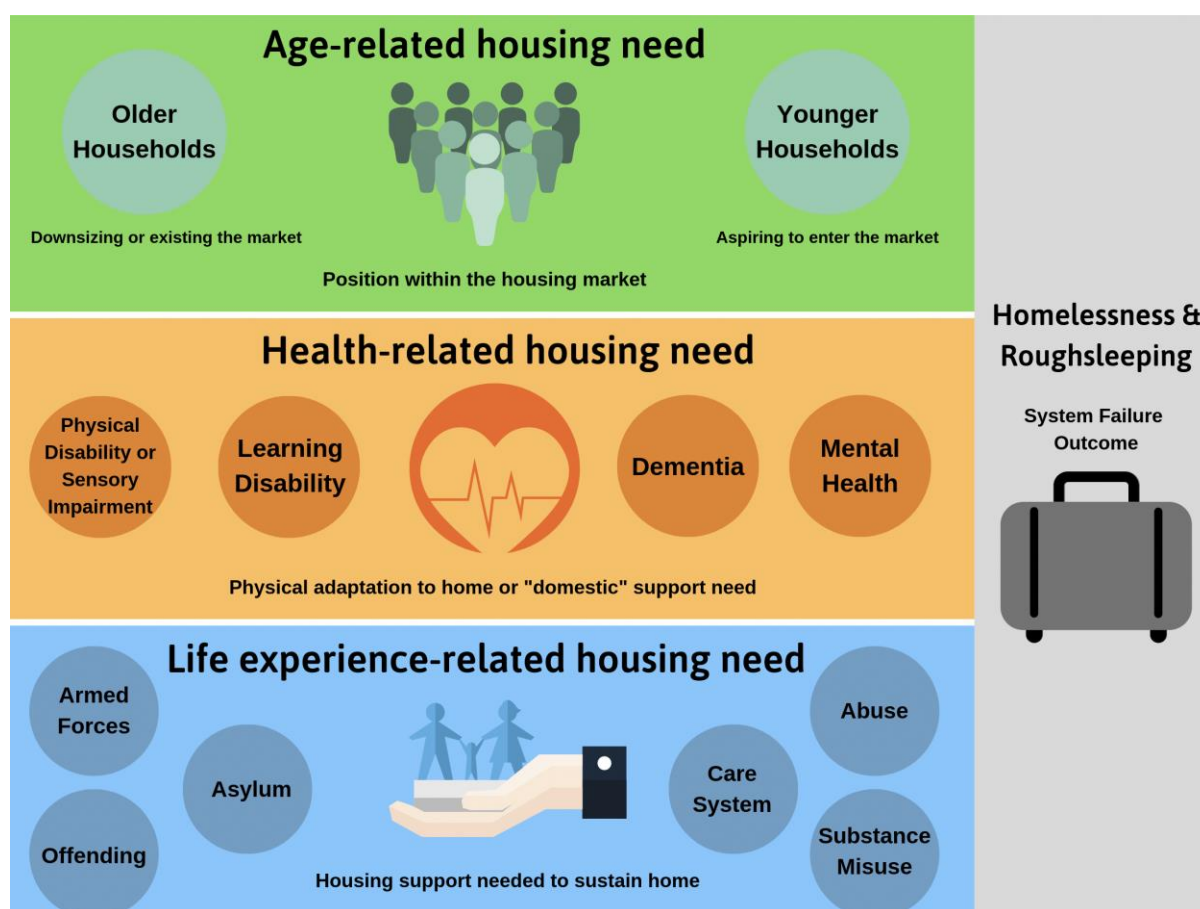 Age-related housing need
Older
Households
Younger
Households
Downsizing or existing the market
Aspiring to enter the market
Position within the housing market
Health-related housing need
Physical
Disability or
Sensory
Impairment
Learning
Disability
Dementia
Mental
Health
Physical adaptation to home or "domestic" support need
Life experience-related housing need
Armed
Forces
Asylum
Offending
Care
System
Abuse
Substance
Misuse
Housing support needed to sustain home
Homelessness &
Roughsleeping
System Failure
Outcome